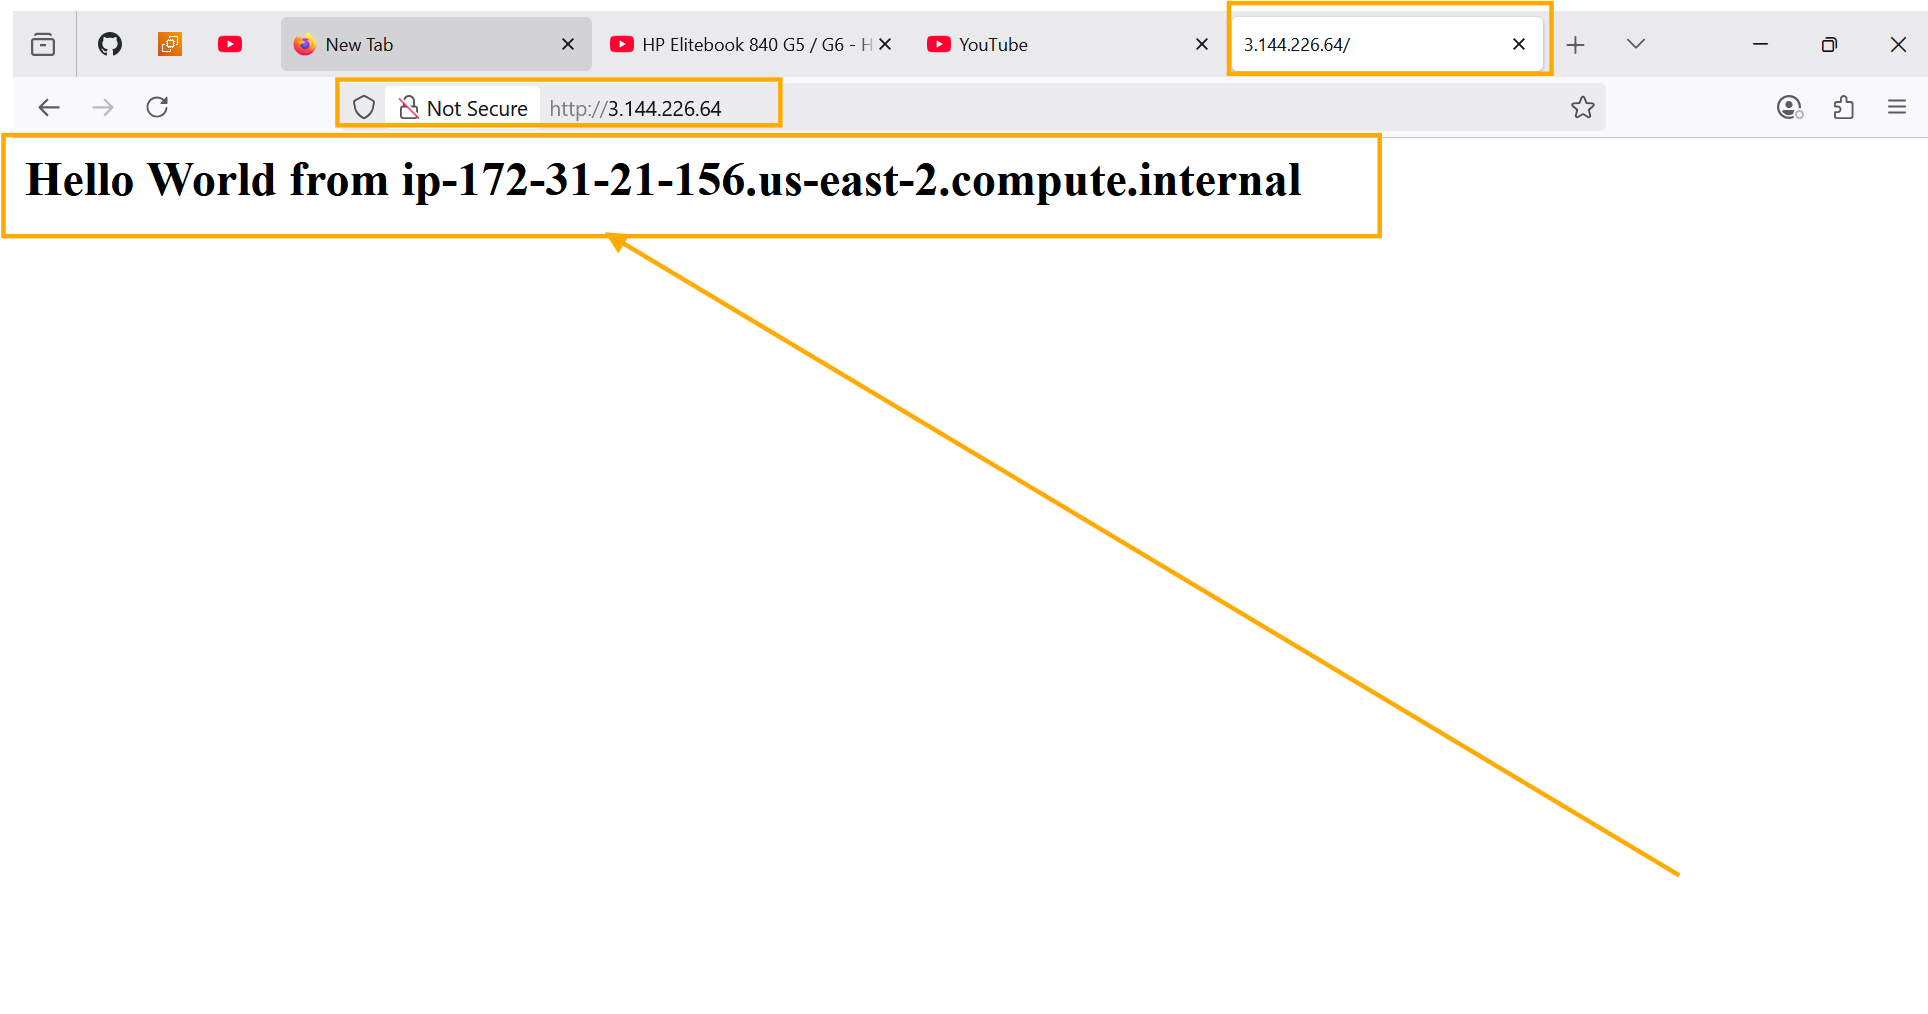 New Tab
HP Elitebook 840 G5 / G6 - H
YouTube
3.144.226.64/
Not Secure http://3.144.226.64
Hello World from ip-172-31-21-156.us-east-2.compute.internal